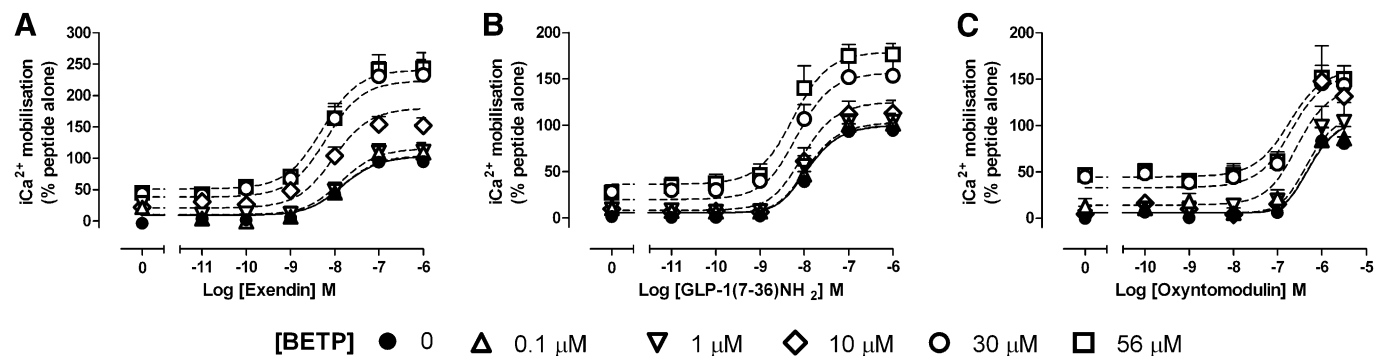 A
B
C
iCa2+ mobilisation
(% peptide alone)
300
250
200
150
100
50
0
0
-11
-10
-9
-8
-7
-6
Log [Exendin] M
iCa2+ mobilisation
(% peptide alone)
200
150
100
50
0
0
-11
-10
-9
-8
-7
-6
Log [GLP-1(7-36)NH 2] M
iCa2+ mobilisation
(% peptide alone)
200
150
100
50
0
0
-10
-9
-8
-7
-6
-5
Log [Oxyntomodulin] M
[BETP] 0 0.1 μM 1 μM 10 μM 30 μM 56 μM